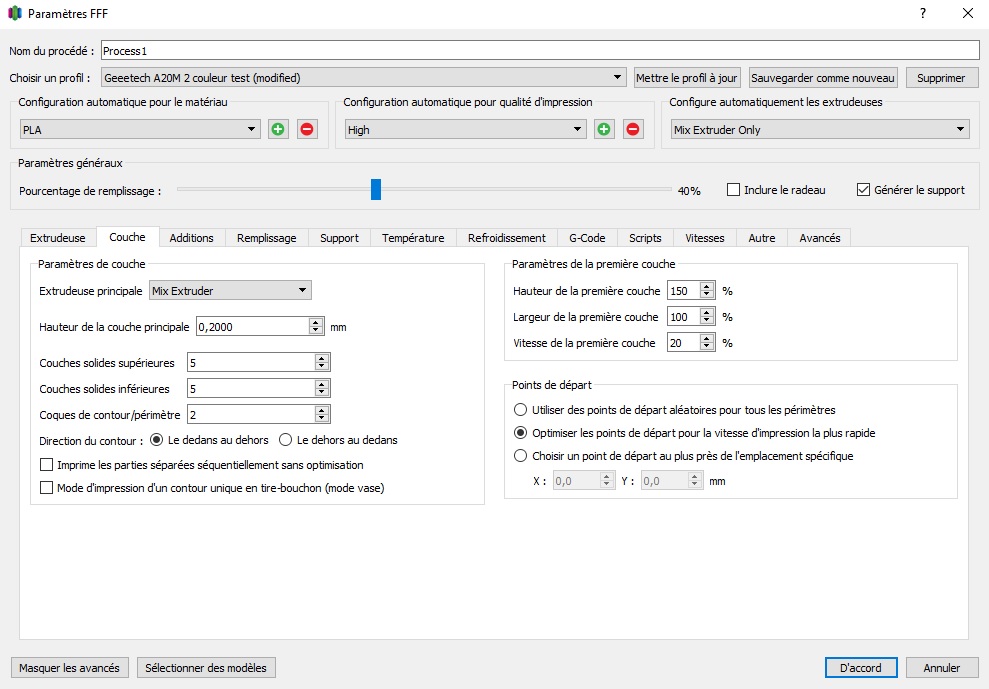 Paramètres FFF
?
Nom du procédé : Process1
Choisir un profil : Geeetech A20M 2 couleur test (modified) Mettre le profil à jour Sauvegarder comme nouveau Supprimer
Configuration automatique pour le matériau Configuration automatique pour qualité d'impression Configure automatiquement les extrudeuses
PLA High Mix Extruder Only
Paramètres généraux
Pourcentage de remplissage : 40% Inclure le radeau Générer le support
Extrudeuse Couche Additions Remplissage Support Température Refroidissement G-Code Scripts Vitesses Autre Avancés
Paramètres de couche
Extrudeuse principale Mix Extruder
Hauteur de la couche principale 0,2000 mm
Couches solides supérieures 5
Couches solides inférieures 5
Coques de contour/périmètre 2
Direction du contour : Le dedans au dehors Le dehors au dedans
Imprime les parties séparées séquentiellement sans optimisation
Mode d'impression d'un contour unique en tire-bouchon (mode vase)
Paramètres de la première couche
Hauteur de la première couche 150 %
Largeur de la première couche 100 %
Vitesse de la première couche 20 %
Points de départ
Utiliser des points de départ aléatoires pour tous les périmètres
Optimiser les points de départ pour la vitesse d'impression la plus rapide
Choisir un point de départ au plus près de l'emplacement spécifique
X : 0,0 Y : 0,0 mm
Masquer les avancés Sélectionner des modèles D'accord Annuler